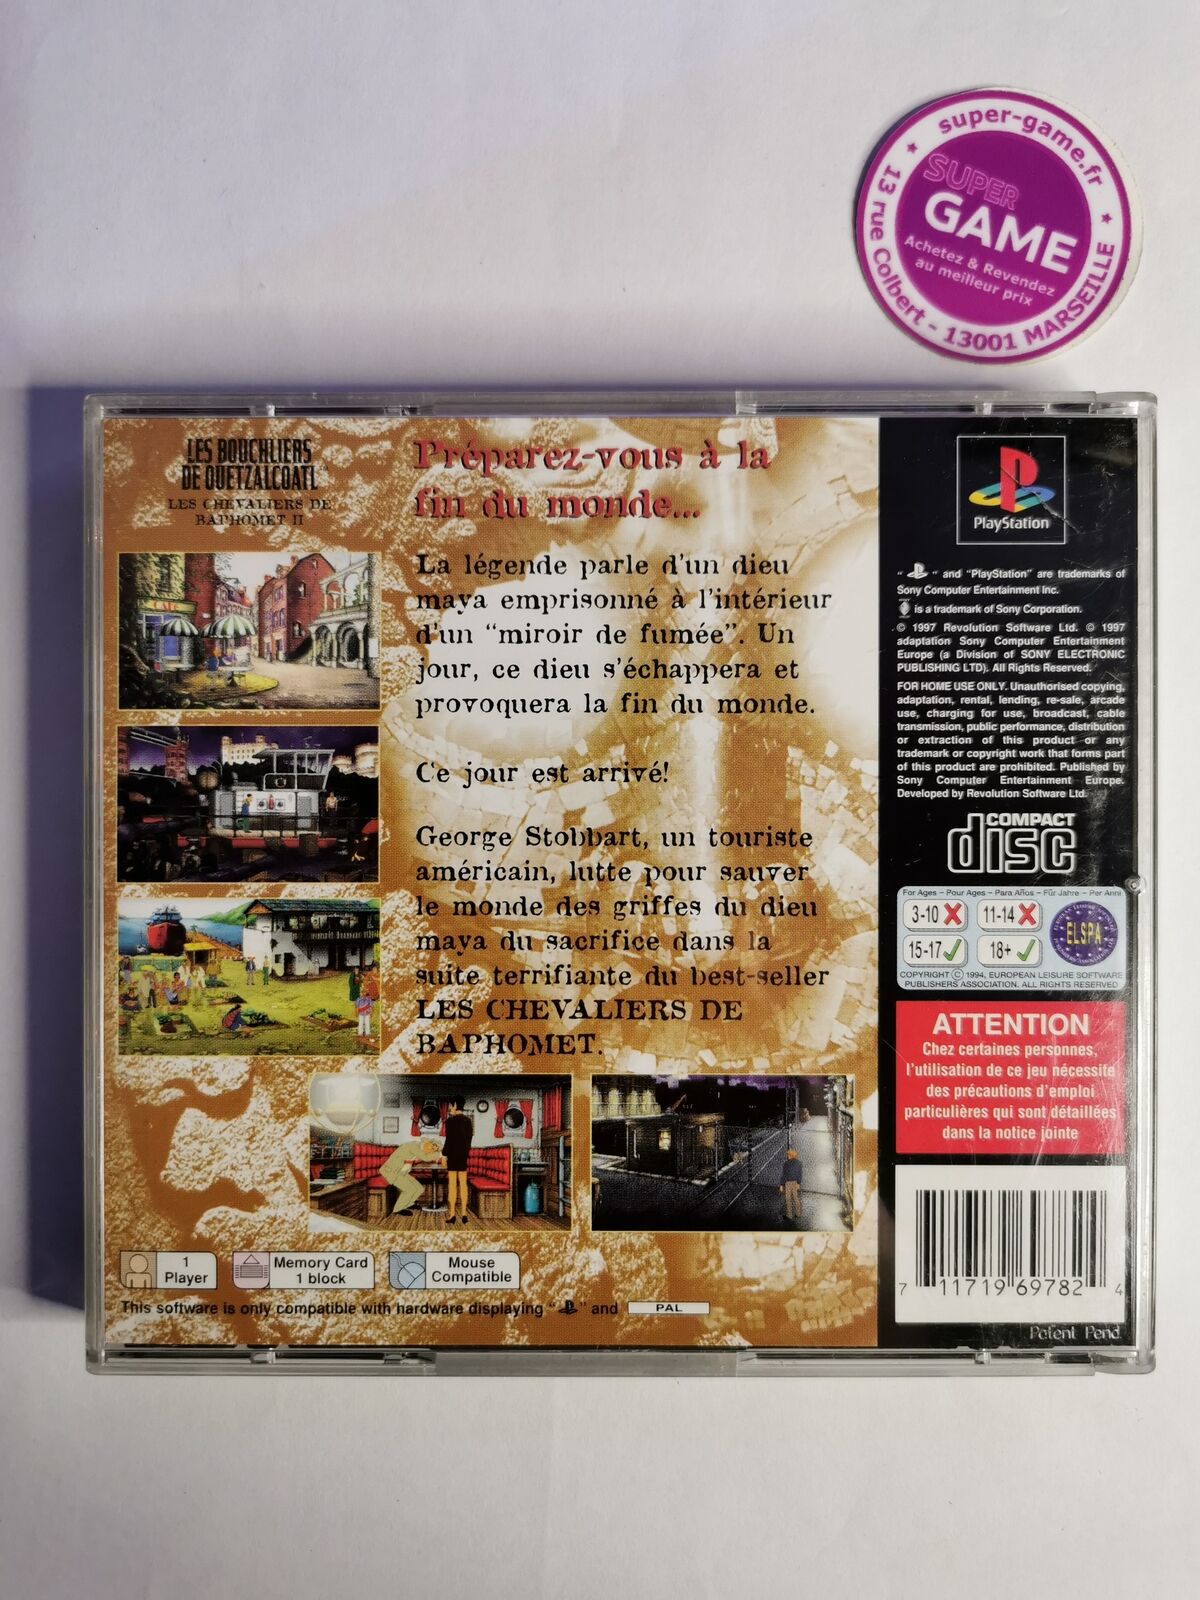 super-game.fr
SUPER
GAME
Achetez & Revendez
au meilleur prix
13 rue Colbert - 13001 MARSEILLE
LES BOUCLIERS
DE QUETZALCOATL™
LES CHEVALIERS DE
BAPHOMET II
Préparez-vous à la
fin du monde...
La légende parle d'un dieu
maya emprisonné à l'intérieur
d'un "miroir de fumée". Un
jour, ce dieu s'échappera et
provoquera la fin du monde.
Ce jour est arrivé!
George Stobbart, un touriste
américain, lutte pour sauver
le monde des griffes du dieu
maya du sacrifice dans la
suite terrifiante du best-seller
LES CHEVALIERS DE
BAPHOMET.
1
Player
Memory Card
1 block
Mouse
Compatible
This software is only compatible with hardware displaying " " and PAL
PlayStation
" " and "PlayStation" are trademarks of
Sony Computer Entertainment Inc.
is a trademark of Sony Corporation.
© 1997 Revolution Software Ltd. © 1997
adaptation Sony Computer Entertainment
Europe (a Division of SONY ELECTRONIC
PUBLISHING LTD). All Rights Reserved.
FOR HOME USE ONLY. Unauthorised copying,
adaptation, rental, lending, re-sale, arcade
use, charging for use, broadcast, cable
transmission, public performance, distribution
or extraction of this product or any
trademark or copyright work that forms part
of this product are prohibited. Published by
Sony Computer Entertainment Europe.
Developed by Revolution Software Ltd.
COMPACT
disc
For Ages – Pour Ages – Para Años – Für Jahre – Per Anni
3-10 11-14
15-17 18+
ELSPA
COPYRIGHT © 1994, EUROPEAN LEISURE SOFTWARE
PUBLISHERS ASSOCIATION. ALL RIGHTS RESERVED
ATTENTION
Chez certaines personnes,
l'utilisation de ce jeu nécessite
des précautions d'emploi
particulières qui sont détaillées
dans la notice jointe
7 11719 69782 4
Patent Pend.